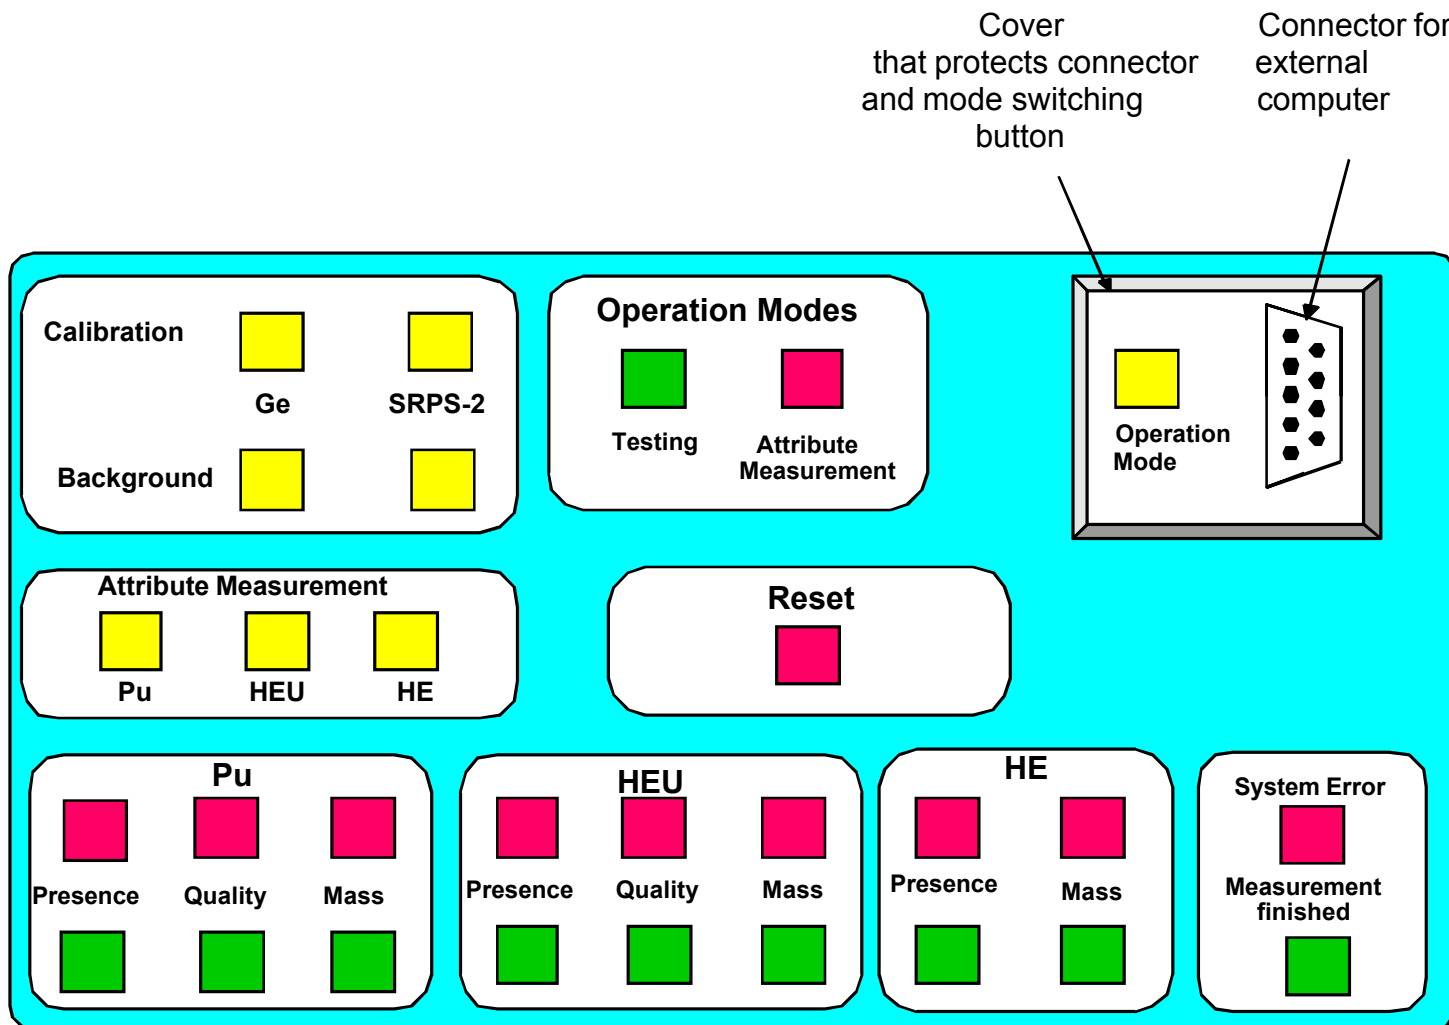 Cover
that protects connector
and mode switching
button
Connector for
external
computer
Calibration
Ge
SRPS-2
Background
Operation Modes
Testing
Attribute
Measurement
Operation
Mode
Attribute Measurement
Pu
HEU
HE
Reset
Pu
Presence
Quality
Mass
HEU
Presence
Quality
Mass
HE
Presence
Mass
System Error
Measurement
finished